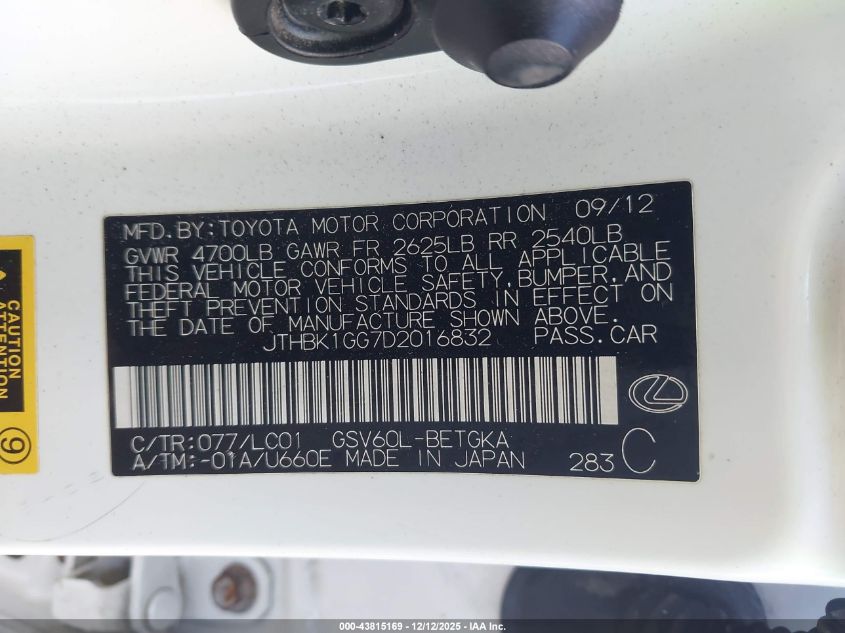 MFD. BY: TOYOTA MOTOR CORPORATION 09/12
GVWR 4700LB GAWR FR 2625LB RR 2540LB
THIS VEHICLE CONFORMS TO ALL APPLICABLE
FEDERAL MOTOR VEHICLE SAFETY, BUMPER, AND
THEFT PREVENTION STANDARDS IN EFFECT ON
THE DATE OF MANUFACTURE SHOWN ABOVE.
JTHBK1GG7D2016832 PASS. CAR
C/TR: 077/LC01 GSV60L-BETGKA
A/TM: -01A/U660E MADE IN JAPAN 283 C
CAUTION
ATTENTION
9
000-43815169 - 12/12/2025 - IAA Inc.